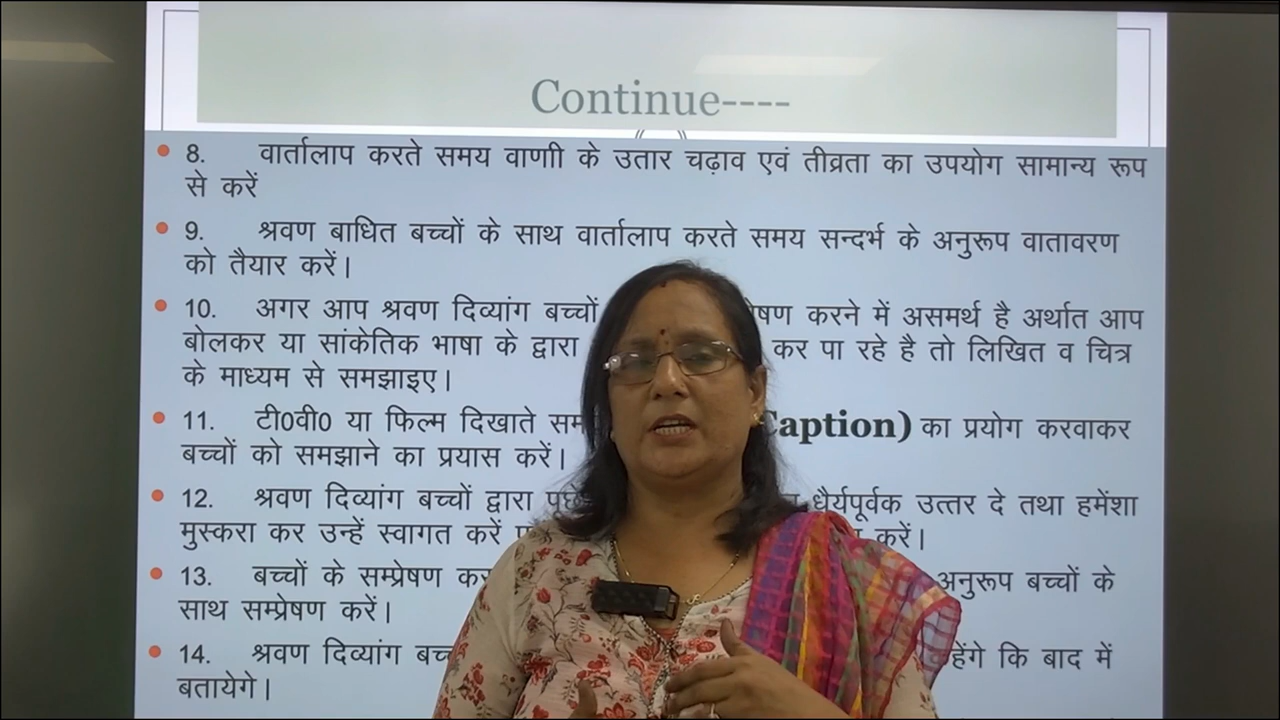 Continue----
8. वार्तालाप करते समय वाणाी के उतार चढ़ाव एवं तीव्रता का उपयोग सामान्य रूप
से करें
9. श्रवण बाधित बच्चों के साथ वार्तालाप करते समय सन्दर्भ के अनुरूप वातावरण
को तैयार करें।
10. अगर आप श्रवण दिव्यांग बच्चों करने में असमर्थ है अर्थात आप
बोलकर या सांकेतिक भाषा के द्वारा कर पा रहे है तो लिखित व चित्र
के माध्यम से समझाइए।
11. टी0वी0 या फिल्म दिखाते Caption) का प्रयोग करवाकर
बच्चों को समझाने का प्रयास करें।
12. श्रवण दिव्यांग बच्चों द्वारा धैर्यपूर्वक उत्तर दे तथा हमेंशा
मुस्करा कर उन्हें स्वागत करें करें।
13. बच्चों के सम्प्रेषण अनुरूप बच्चों के
साथ सम्प्रेषण करें।
14. श्रवण दिव्यांग कि बाद में
बतायेगे।